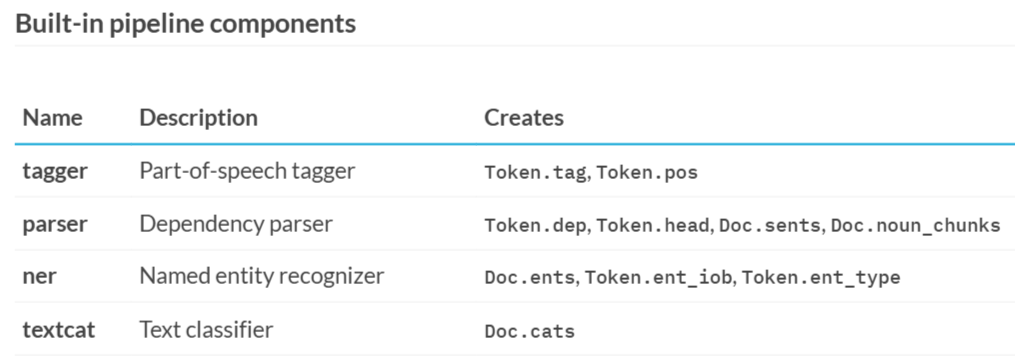 Built-in pipeline components
Name Description Creates
tagger Part-of-speech tagger Token.tag, Token.pos
parser Dependency parser Token.dep, Token.head, Doc.sents, Doc.noun_chunks
ner Named entity recognizer Doc.ents, Token.ent_iob, Token.ent_type
textcat Text classifier Doc.cats